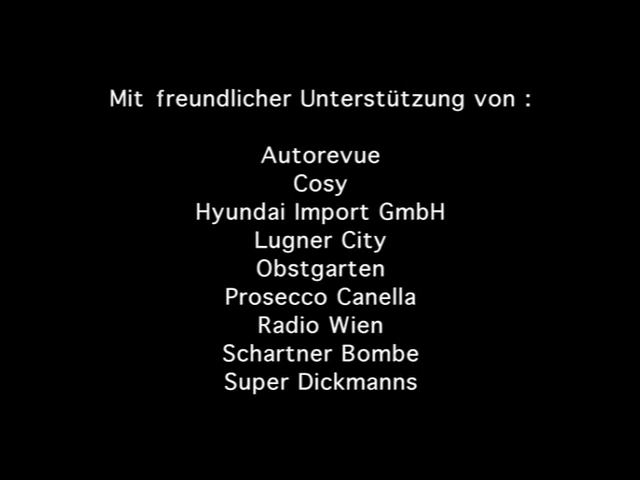 Mit freundlicher Unterstützung von :
Autorevue
Cosy
Hyundai Import GmbH
Lugner City
Obstgarten
Prosecco Canella
Radio Wien
Schartner Bombe
Super Dickmanns